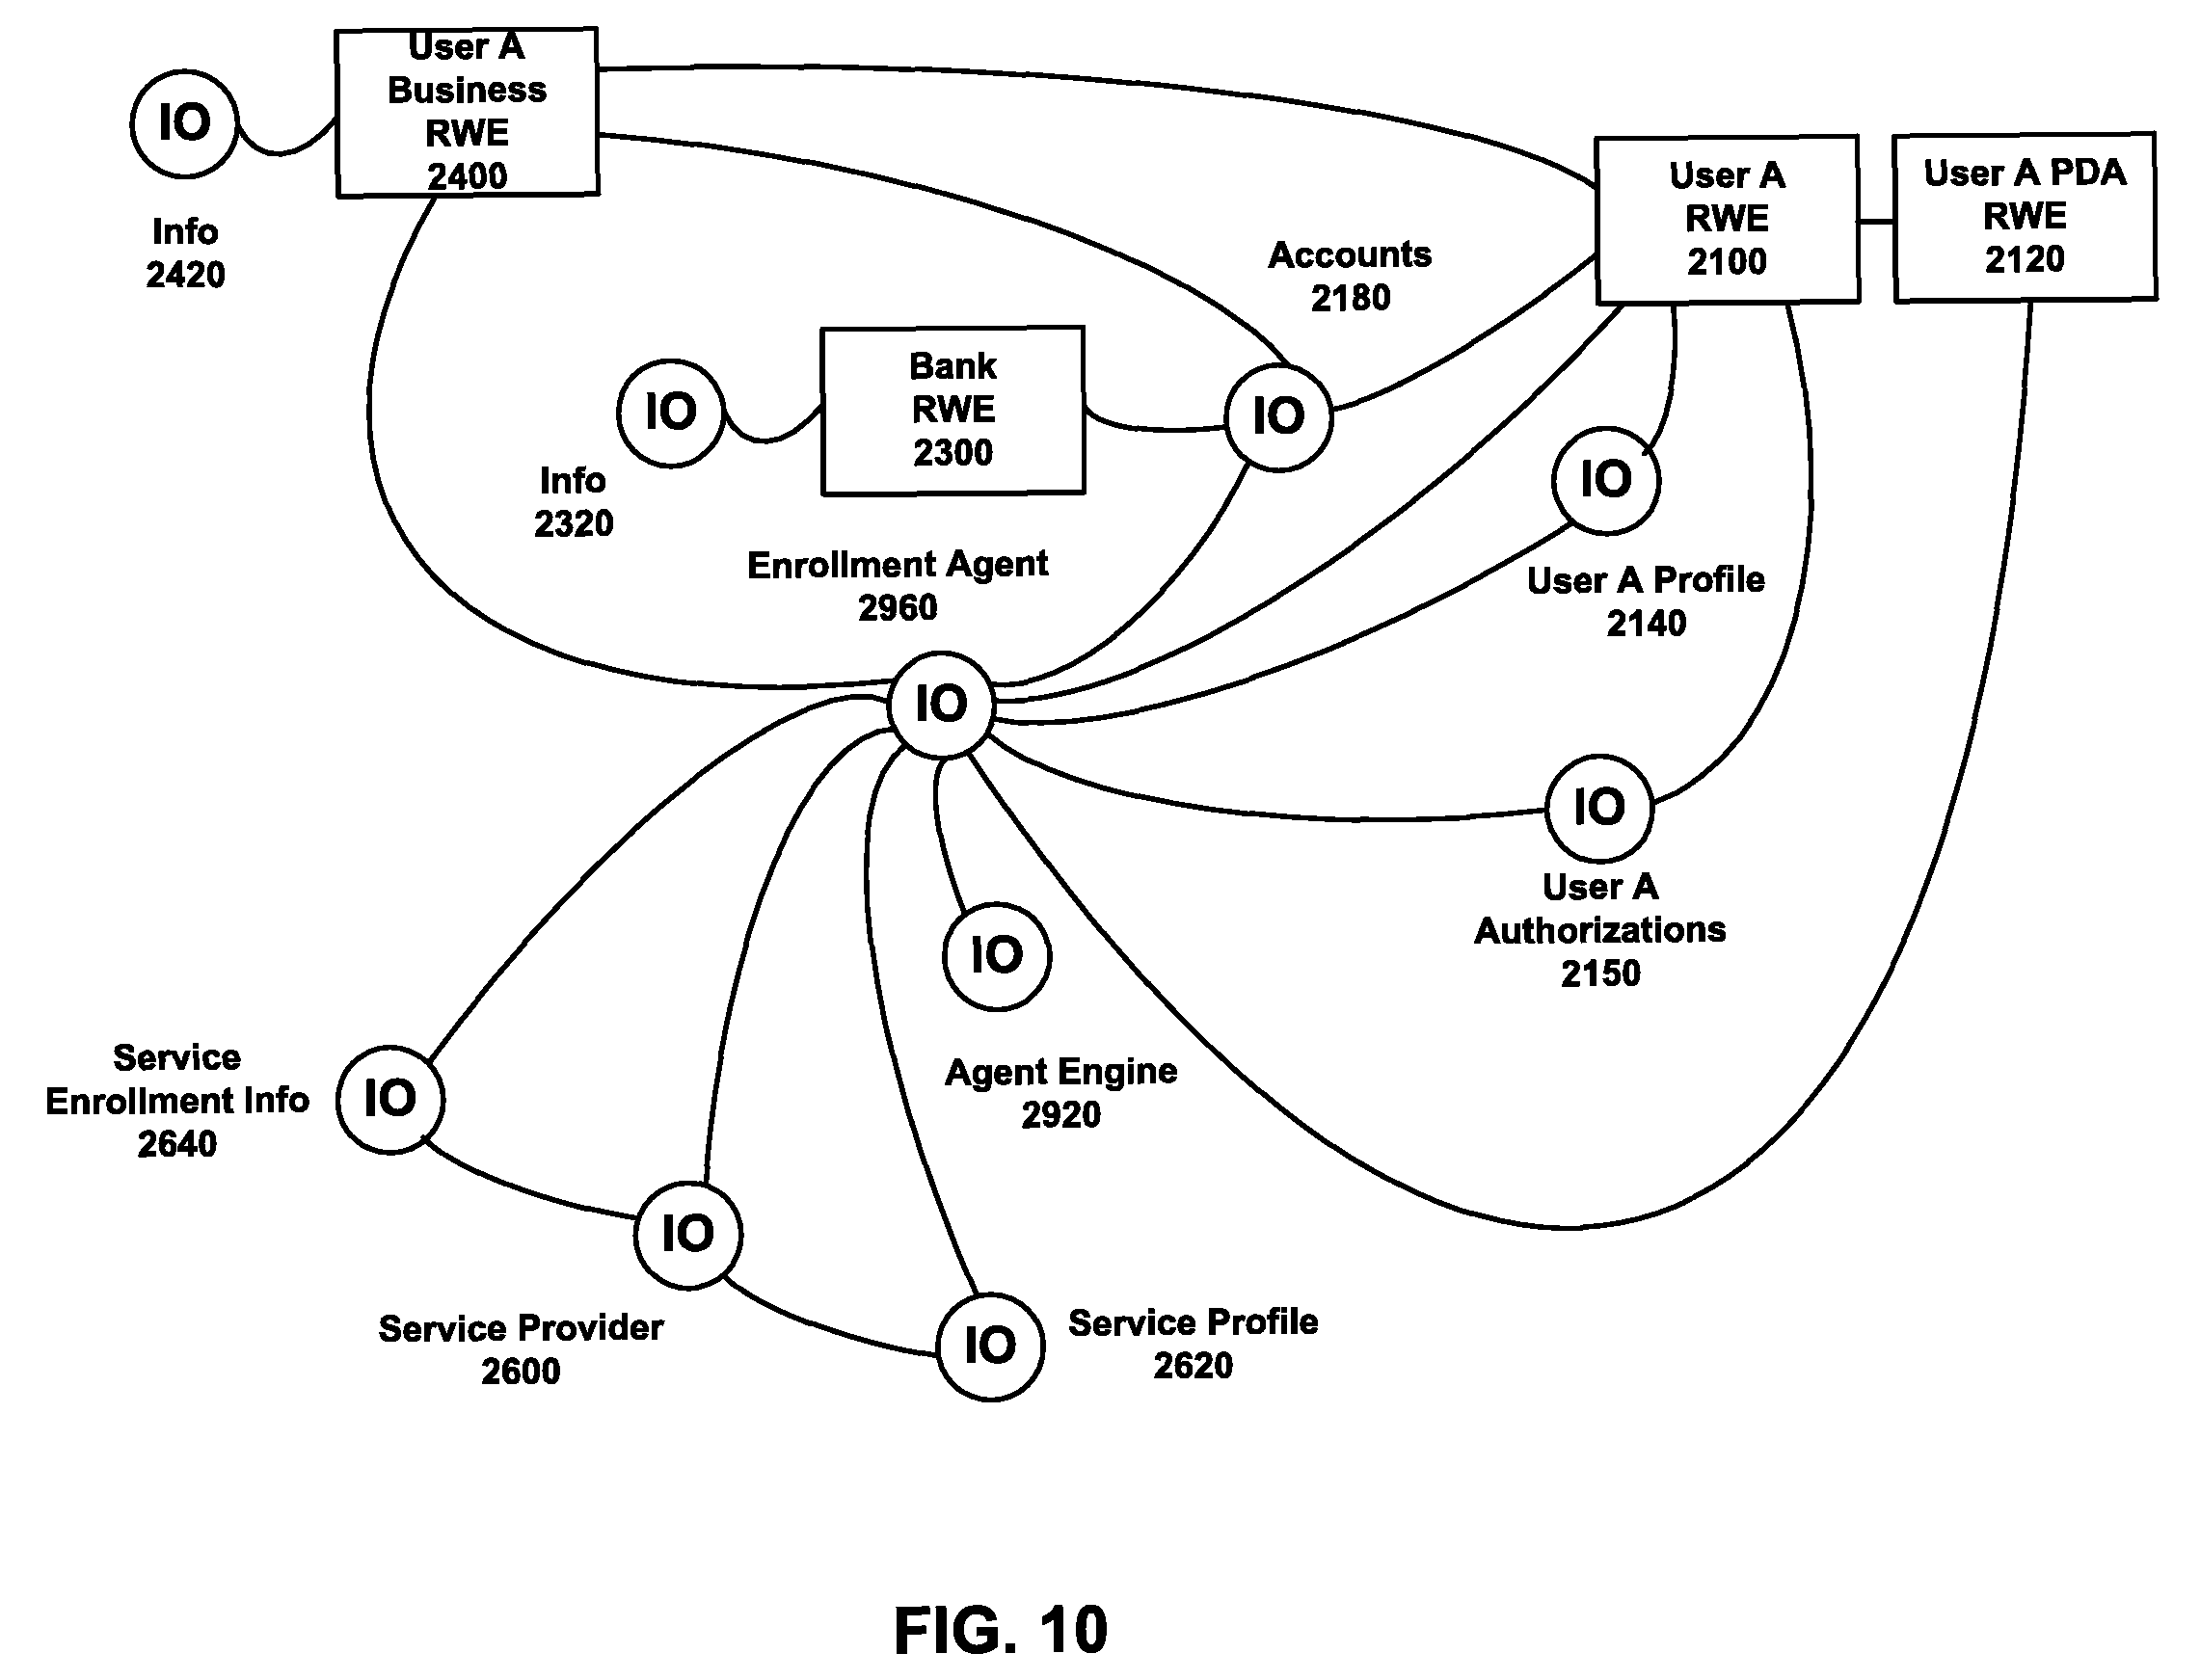 User A
Business
RWE
2400
IO
Info
2420
User A
RWE
2100
User A PDA
RWE
2120
Accounts
2180
IO
Bank
RWE
2300
IO
Info
2320
IO
User A Profile
2140
Enrollment Agent
2960
IO
IO
User A
Authorizations
2150
IO
Agent Engine
2920
Service
Enrollment Info
2640
IO
IO
Service Provider
2600
IO
Service Profile
2620
FIG. 10